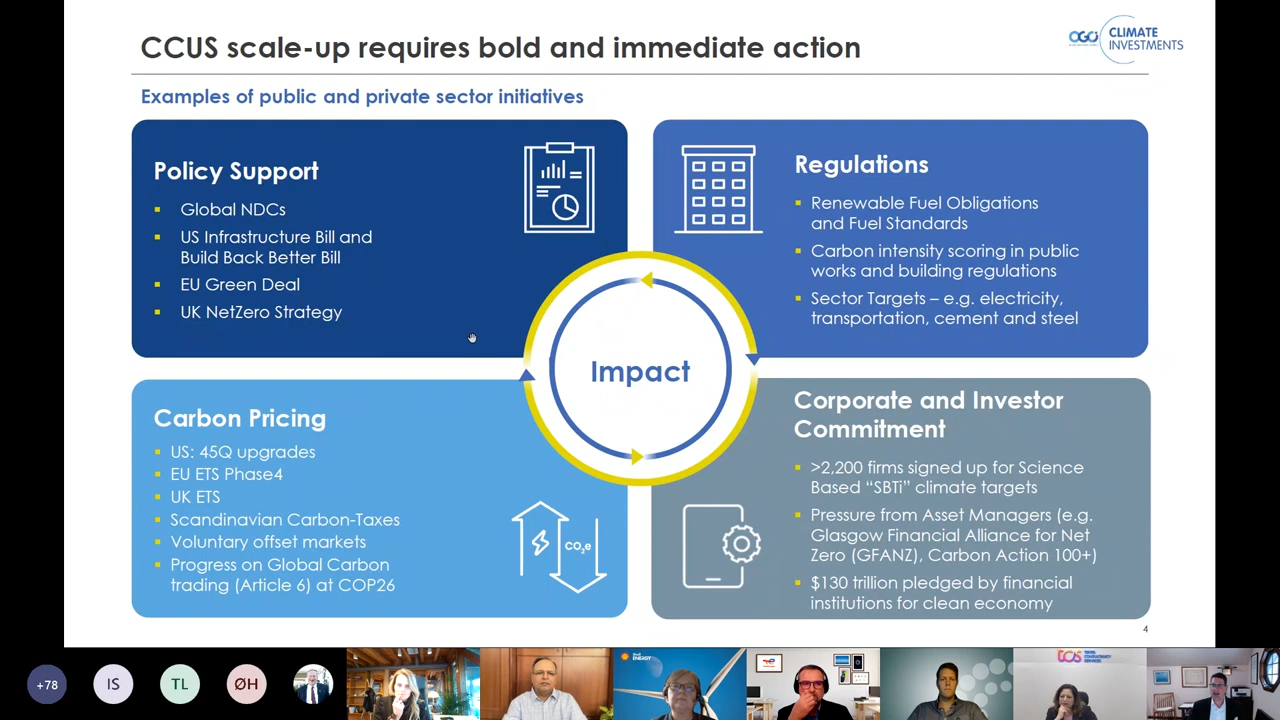 CCUS scale-up requires bold and immediate action
OGCI
CLIMATE
INVESTMENTS
Examples of public and private sector initiatives
Policy Support
Global NDCs
US Infrastructure Bill and
Build Back Better Bill
EU Green Deal
UK NetZero Strategy
Regulations
Renewable Fuel Obligations
and Fuel Standards
Carbon intensity scoring in public
works and building regulations
Sector Targets – e.g. electricity,
transportation, cement and steel
Impact
Carbon Pricing
US: 45Q upgrades
EU ETS Phase4
UK ETS
Scandinavian Carbon-Taxes
Voluntary offset markets
Progress on Global Carbon
trading (Article 6) at COP26
CO₂e
Corporate and Investor
Commitment
>2,200 firms signed up for Science
Based “SBTi” climate targets
Pressure from Asset Managers (e.g.
Glasgow Financial Alliance for Net
Zero (GFANZ), Carbon Action 100+)
$130 trillion pledged by financial
institutions for clean economy
4
+78
IS
TL
ØH
ENERGY